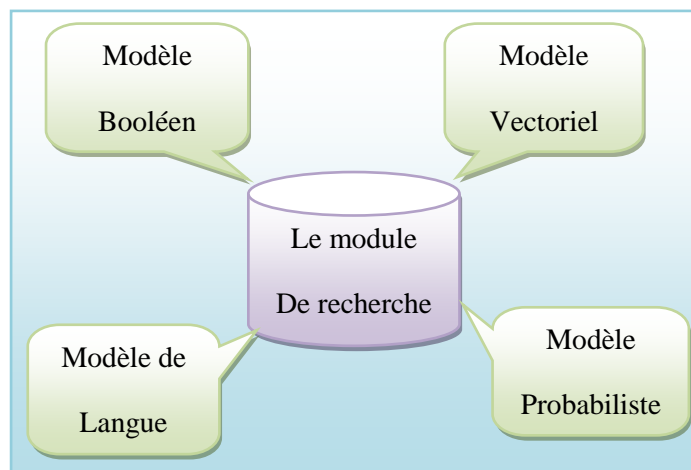 Modèle
Booléen
Modèle
Vectoriel
Le module
De recherche
Modèle de
Langue
Modèle
Probabiliste